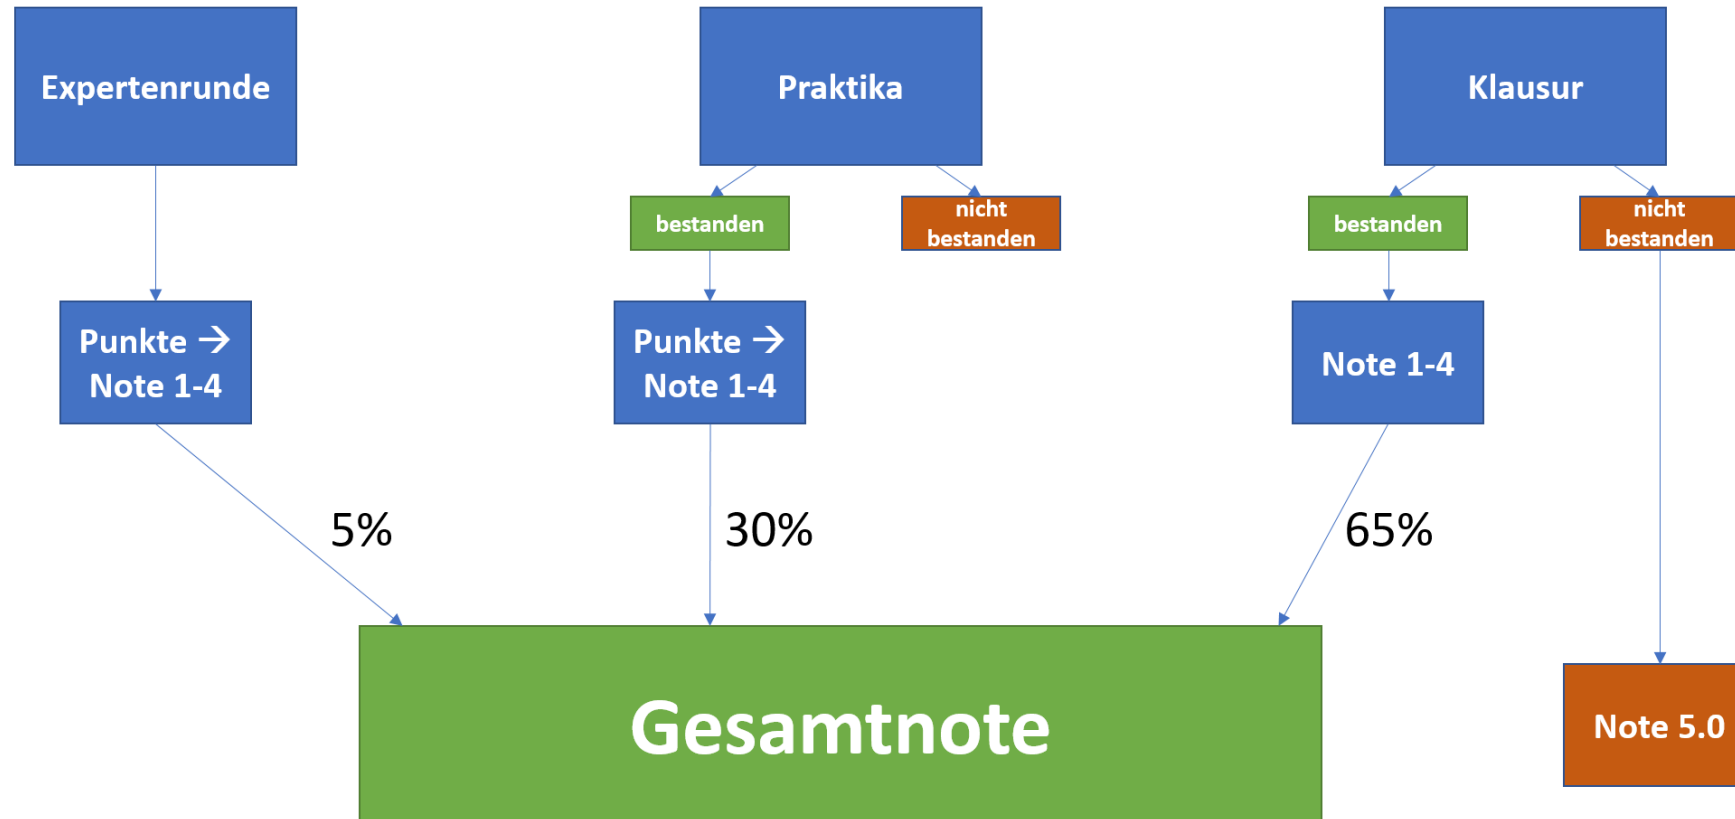 Expertenrunde
Praktika
Klausur
bestanden
nicht
bestanden
bestanden
nicht
bestanden
Punkte →
Note 1-4
Punkte →
Note 1-4
Note 1-4
5%
30%
65%
Gesamtnote
Note 5.0